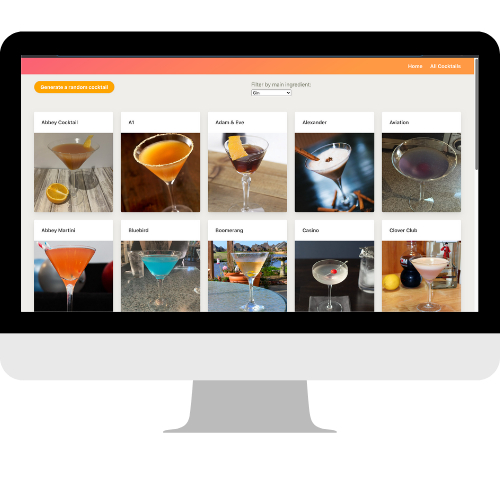 Home All Cocktails
Generate a random cocktail
Filter by main ingredient:
Gin
Abbey Cocktail
A1
Adam & Eve
Alexander
Aviation
Abbey Martini
Bluebird
Boomerang
Casino
Clover Club